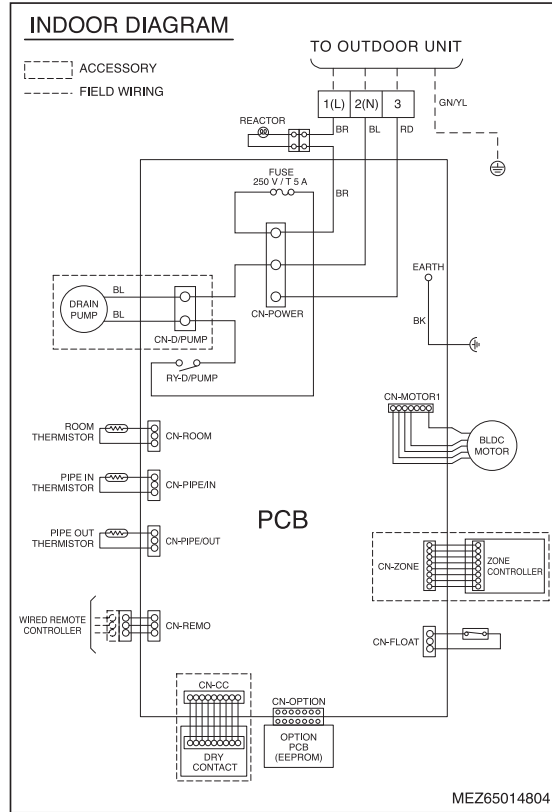 INDOOR DIAGRAM
TO OUTDOOR UNIT
ACCESSORY
FIELD WIRING
1(L) 2(N) 3
GN/YL
REACTOR
BR BL RD
FUSE
250 V / T 5 A
BR
EARTH
DRAIN
PUMP
BL
BL
CN-POWER
CN-D/PUMP
BK
RY-D/PUMP
CN-MOTOR1
BLDC
MOTOR
ROOM
THERMISTOR
CN-ROOM
PIPE IN
THERMISTOR
CN-PIPE/IN
PCB
PIPE OUT
THERMISTOR
CN-PIPE/OUT
CN-ZONE
ZONE
CONTROLLER
WIRED REMOTE
CONTROLLER
CN-REMO
CN-FLOAT
CN-CC
DRY
CONTACT
CN-OPTION
OPTION
PCB
(EEPROM)
MEZ65014804